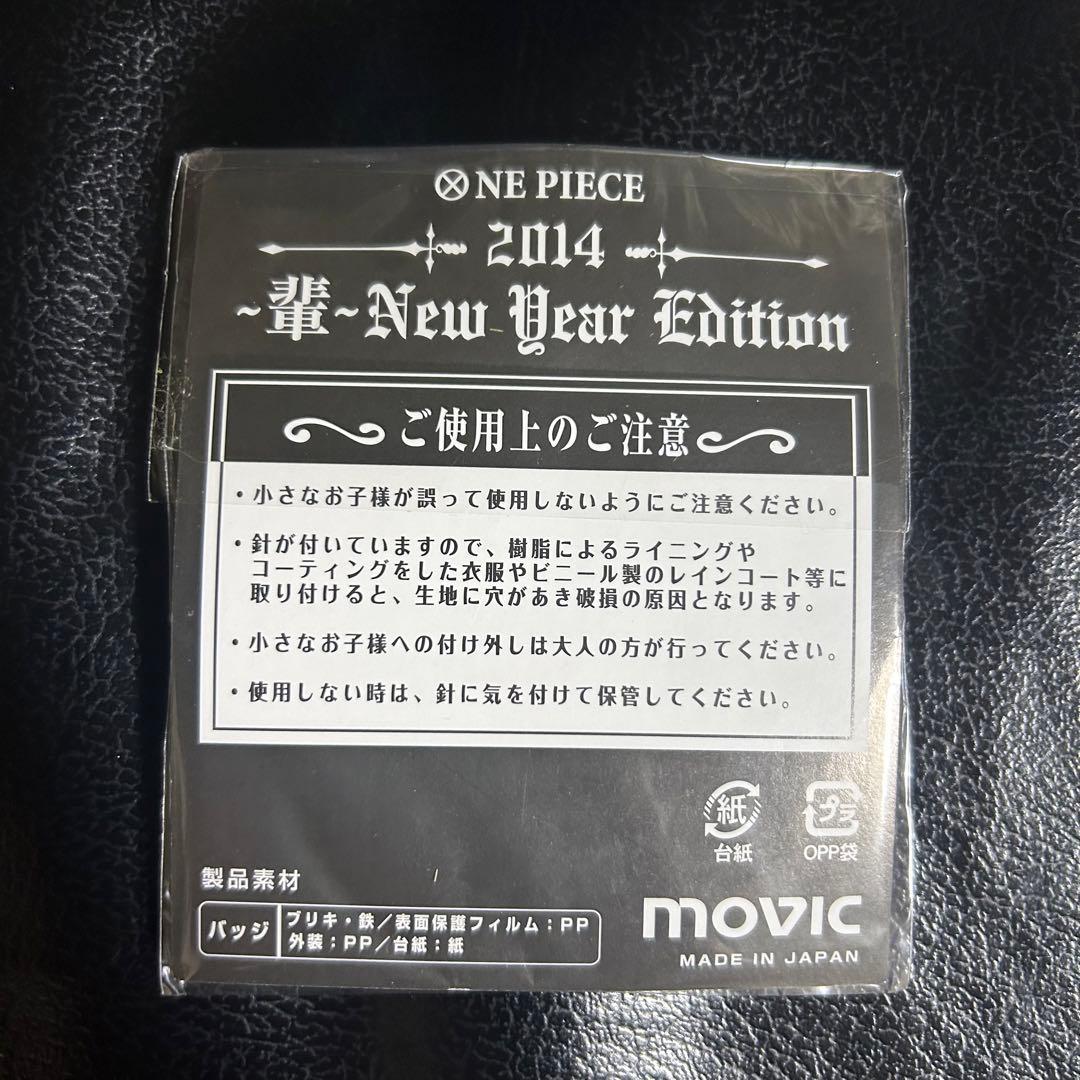 ONE PIECE
2014
~輩~New Year Edition
ご使用上のご注意
・小さなお子様が誤って使用しないようにご注意ください。
・針が付いていますので、樹脂によるライニングや
コーティングをした衣服やビニール製のレインコート等に
取り付けると、生地に穴があき破損の原因となります。
・小さなお子様への付け外しは大人の方が行ってください。
・使用しない時は、針に気を付けて保管してください。
紙
台紙
プラ
OPP袋
製品素材
バッジ
ブリキ・鉄/表面保護フィルム:PP
外装:PP/台紙:紙
movic
MADE IN JAPAN